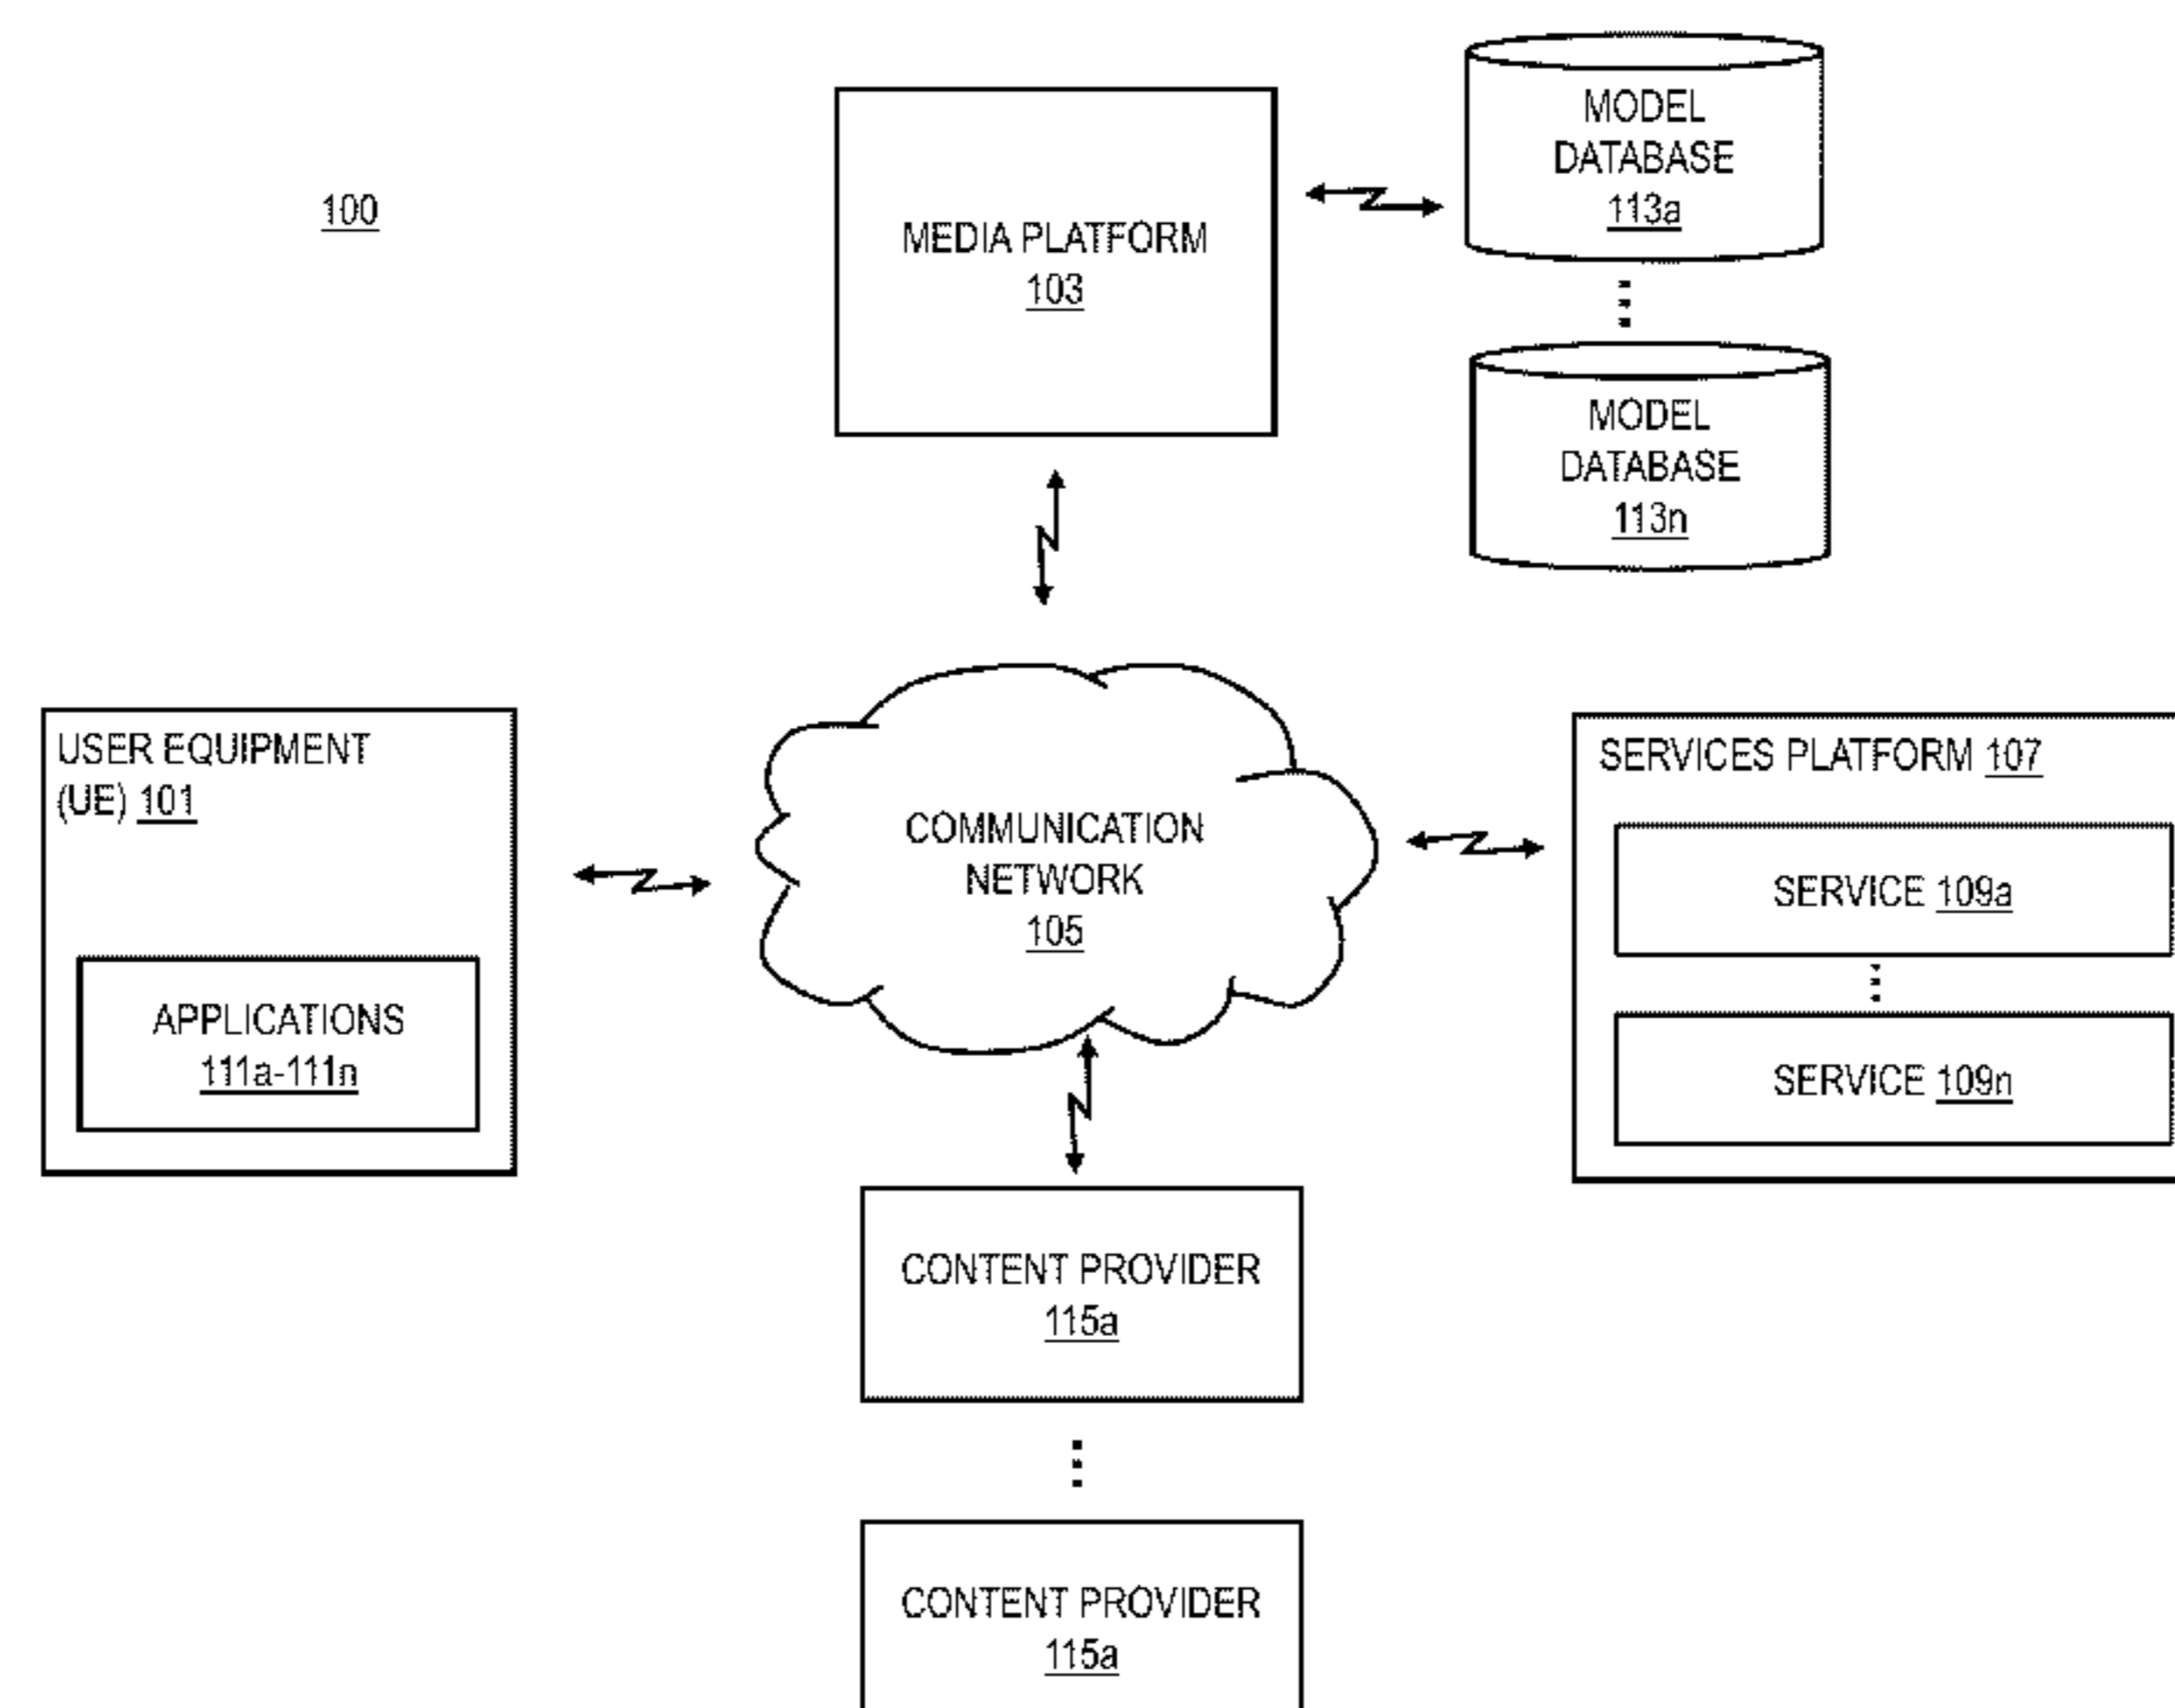 100
MEDIA PLATFORM
103
MODEL
DATABASE
113a
MODEL
DATABASE
113n
USER EQUIPMENT
(UE) 101
APPLICATIONS
111a-111n
COMMUNICATION
NETWORK
105
SERVICES PLATFORM 107
SERVICE 109a
SERVICE 109n
CONTENT PROVIDER
115a
CONTENT PROVIDER
115a